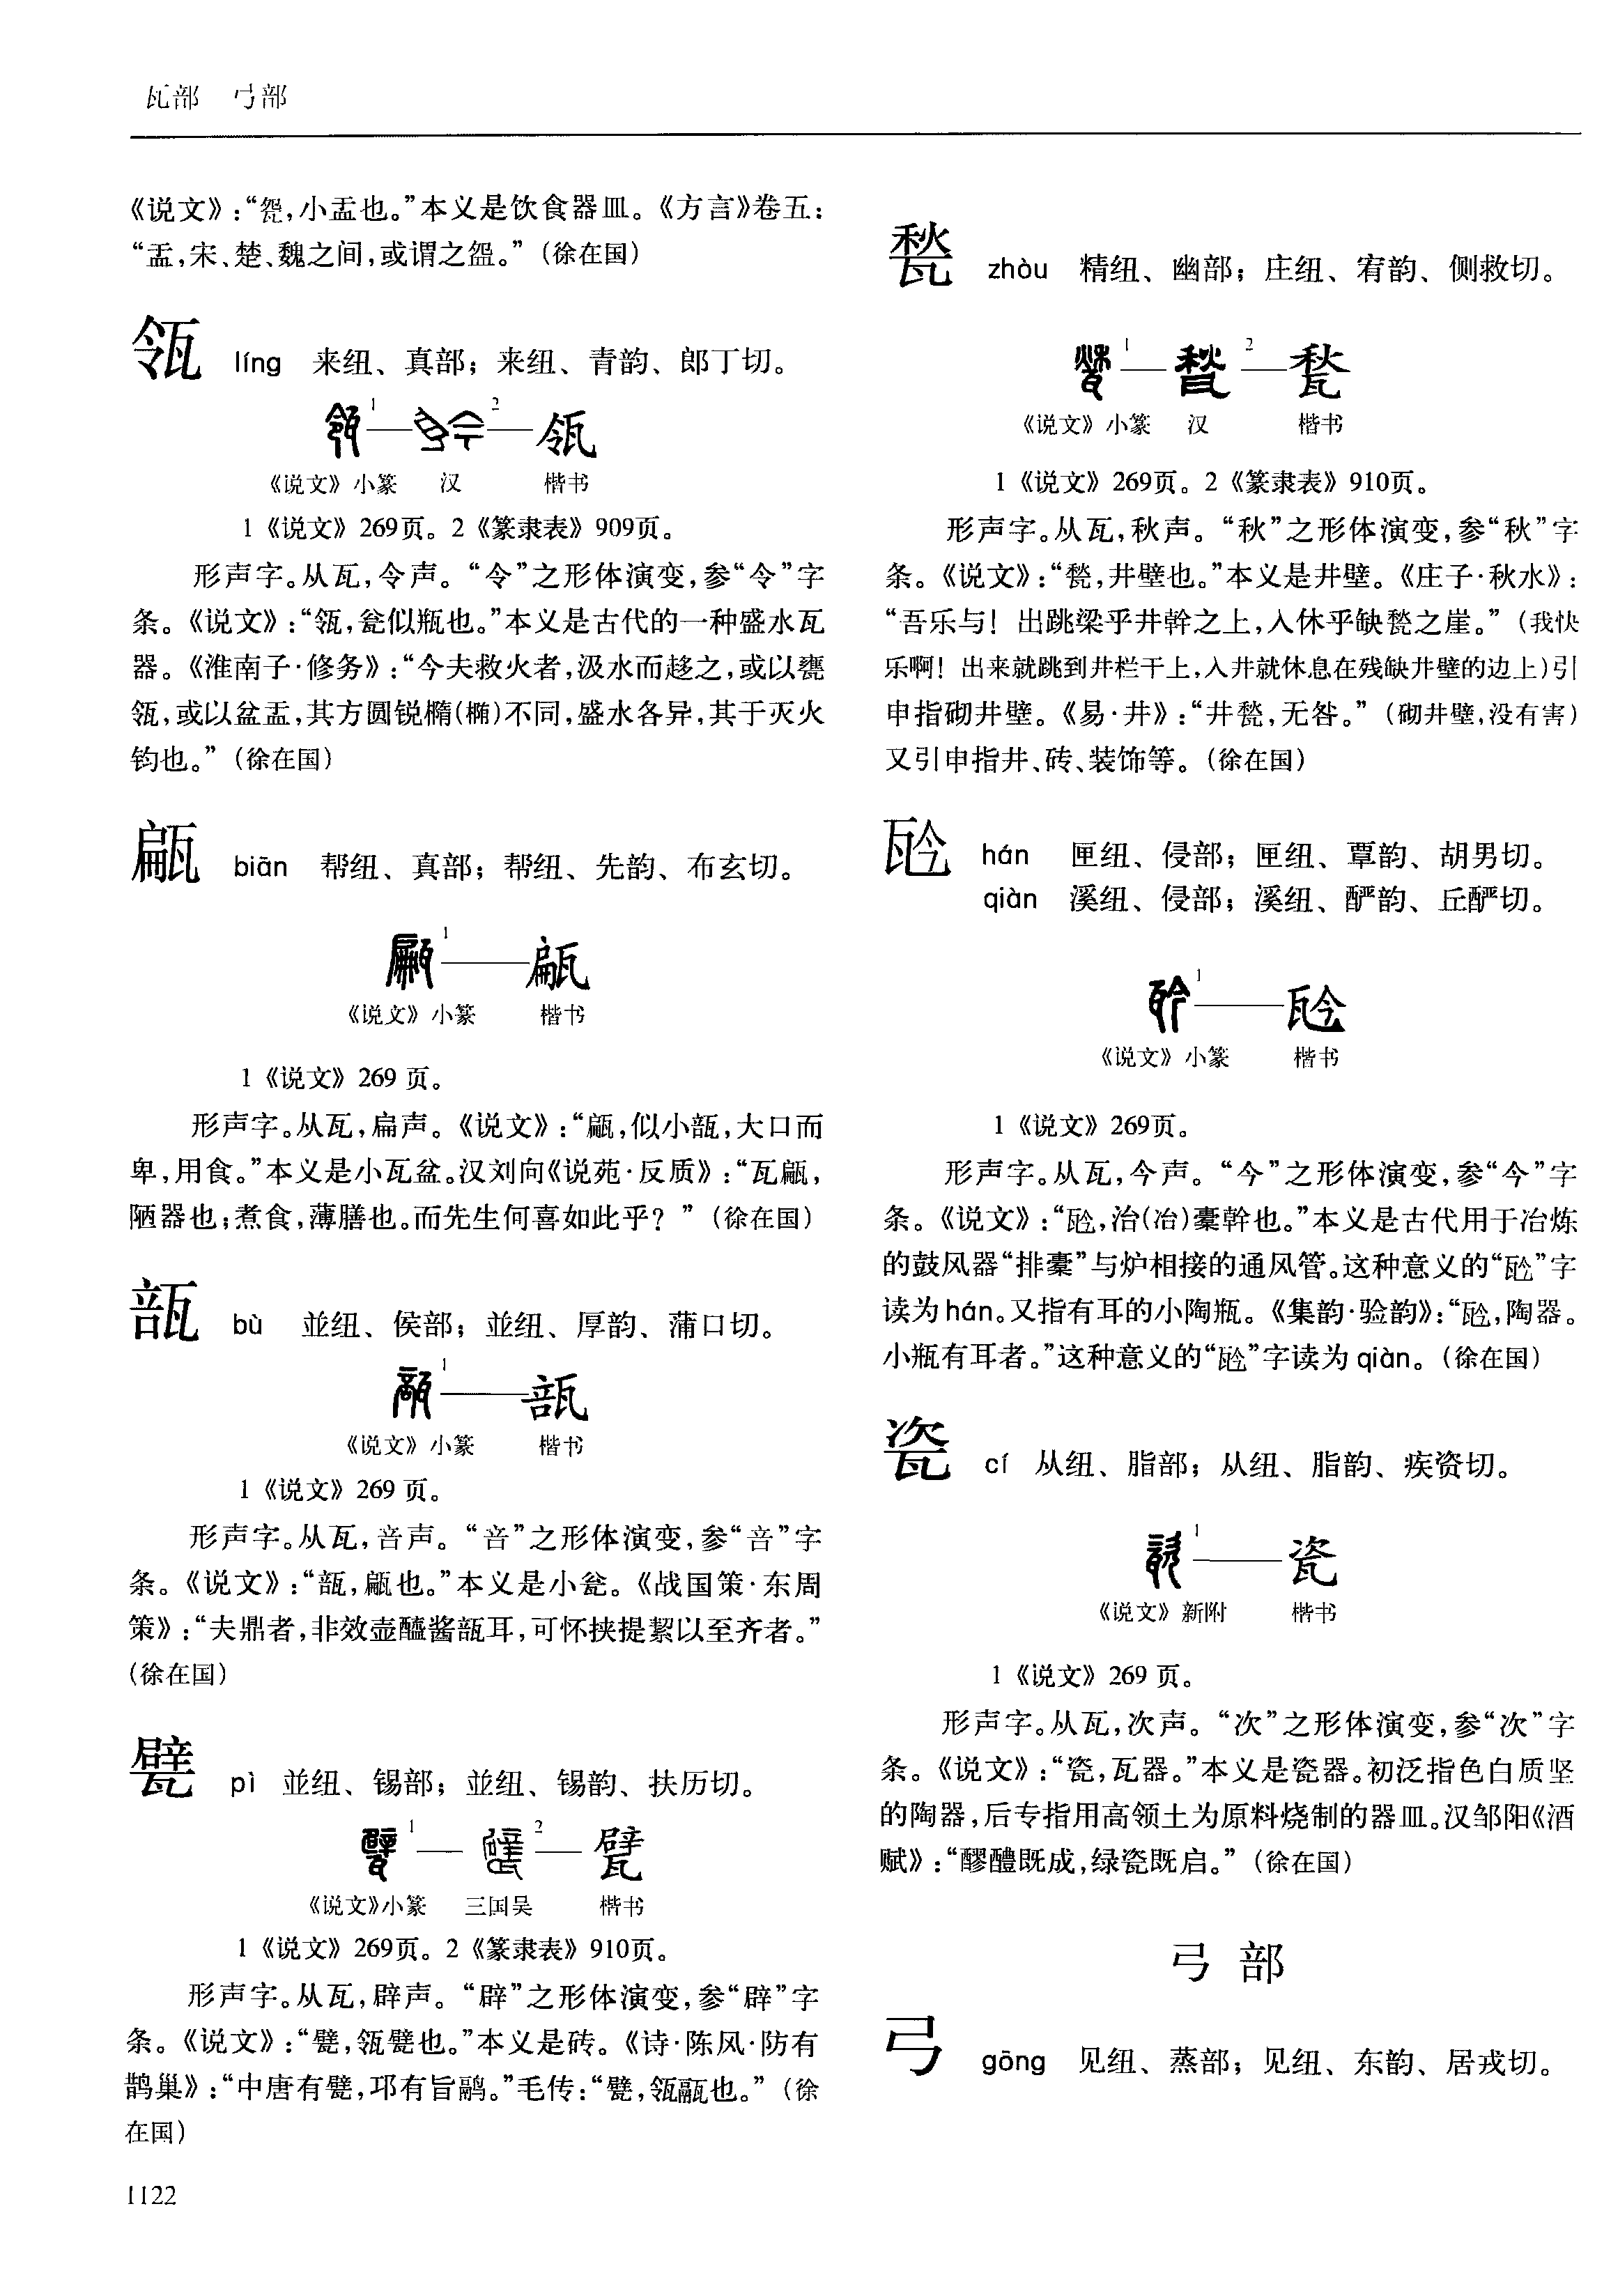 瓦部　弓部
《说文》：“㼝，小盂也。”本义是饮食器皿。《方言》卷五：
“盂，宋、楚、魏之间，或谓之㿿。”（徐在国）
瓴　líng　来纽、真部；来纽、青韵、郎丁切。
1 2 瓴
《说文》小篆　汉　楷书
1《说文》269页。2《篆隶表》909页。
形声字。从瓦，令声。“令”之形体演变，参“令”字
条。《说文》：“瓴，瓮似瓶也。”本义是古代的一种盛水瓦
器。《淮南子·修务》：“今夫救火者，汲水而趍之，或以甕
瓴，或以盆盂，其方圆锐橢(椭)不同，盛水各异，其于灭火
钧也。”（徐在国）
甂　biān　帮纽、真部；帮纽、先韵、布玄切。
1 甂
《说文》小篆　楷书
1《说文》269 页。
形声字。从瓦，扁声。《说文》：“甂，似小瓿，大口而
卑，用食。”本义是小瓦盆。汉刘向《说苑·反质》：“瓦甂，
陋器也；煮食，薄膳也。而先生何喜如此乎？”（徐在国）
瓿　bù　並纽、侯部；並纽、厚韵、蒲口切。
1 瓿
《说文》小篆　楷书
1《说文》269 页。
形声字。从瓦，咅声。“咅”之形体演变，参“咅”字
条。《说文》：“瓿，甂也。”本义是小瓮。《战国策·东周
策》：“夫鼎者，非效壶醯酱瓿耳，可怀挟提絜以至齐者。”
（徐在国）
甓　pì　並纽、锡部；並纽、锡韵、扶历切。
1 2 甓
《说文》小篆　三国吴　楷书
1《说文》269页。2《篆隶表》910页。
形声字。从瓦，辟声。“辟”之形体演变，参“辟”字
条。《说文》：“甓，瓴甓也。”本义是砖。《诗·陈风·防有
鹊巢》：“中唐有甓，邛有旨鷊。”毛传：“甓，瓴甋也。”（徐
在国）
1122
甃　zhòu　精纽、幽部；庄纽、宥韵、侧救切。
1 2 甃
《说文》小篆　汉　楷书
1《说文》269页。2《篆隶表》910页。
形声字。从瓦，秋声。“秋”之形体演变，参“秋”字
条。《说文》：“甃，井壁也。”本义是井壁。《庄子·秋水》：
“吾乐与！出跳梁乎井幹之上，入休乎缺甃之崖。”（我快
乐啊！出来就跳到井栏干上，入井就休息在残缺井壁的边上)引
申指砌井壁。《易·井》：“井甃，无咎。”（砌井壁，没有害）
又引申指井、砖、装饰等。（徐在国）
㼨　hán　匣纽、侵部；匣纽、覃韵、胡男切。
qiàn　溪纽、侵部；溪纽、酽韵、丘酽切。
1 㼨
《说文》小篆　楷书
1《说文》269页。
形声字。从瓦，今声。“今”之形体演变，参“今”字
条。《说文》：“㼨，治(冶)橐幹也。”本义是古代用于冶炼
的鼓风器“排橐”与炉相接的通风管。这种意义的“㼨”字
读为hán。又指有耳的小陶瓶。《集韵·验韵》：“㼨，陶器。
小瓶有耳者。”这种意义的“㼨”字读为 qiàn。（徐在国）
瓷　cí　从纽、脂部；从纽、脂韵、疾资切。
1 瓷
《说文》新附　楷书
1《说文》269 页。
形声字。从瓦，次声。“次”之形体演变，参“次”字
条。《说文》：“瓷，瓦器。”本义是瓷器。初泛指色白质坚
的陶器，后专指用高领土为原料烧制的器皿。汉邹阳《酒
赋》：“醪醴既成，绿瓷既启。”（徐在国）
弓部
弓　gōng　见纽、蒸部；见纽、东韵、居戎切。